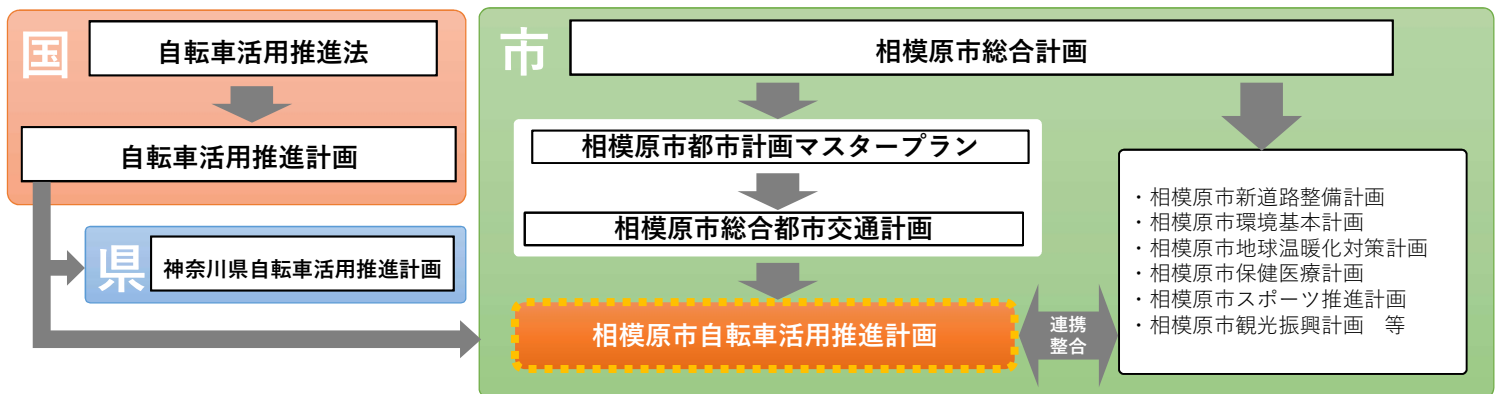 国
自転車活用推進法
自転車活用推進計画
県
神奈川県自転車活用推進計画
市
相模原市総合計画
相模原市都市計画マスタープラン
相模原市総合都市交通計画
相模原市自転車活用推進計画
連携
整合
・相模原市新道路整備計画
・相模原市環境基本計画
・相模原市地球温暖化対策計画
・相模原市保健医療計画
・相模原市スポーツ推進計画
・相模原市観光振興計画　等